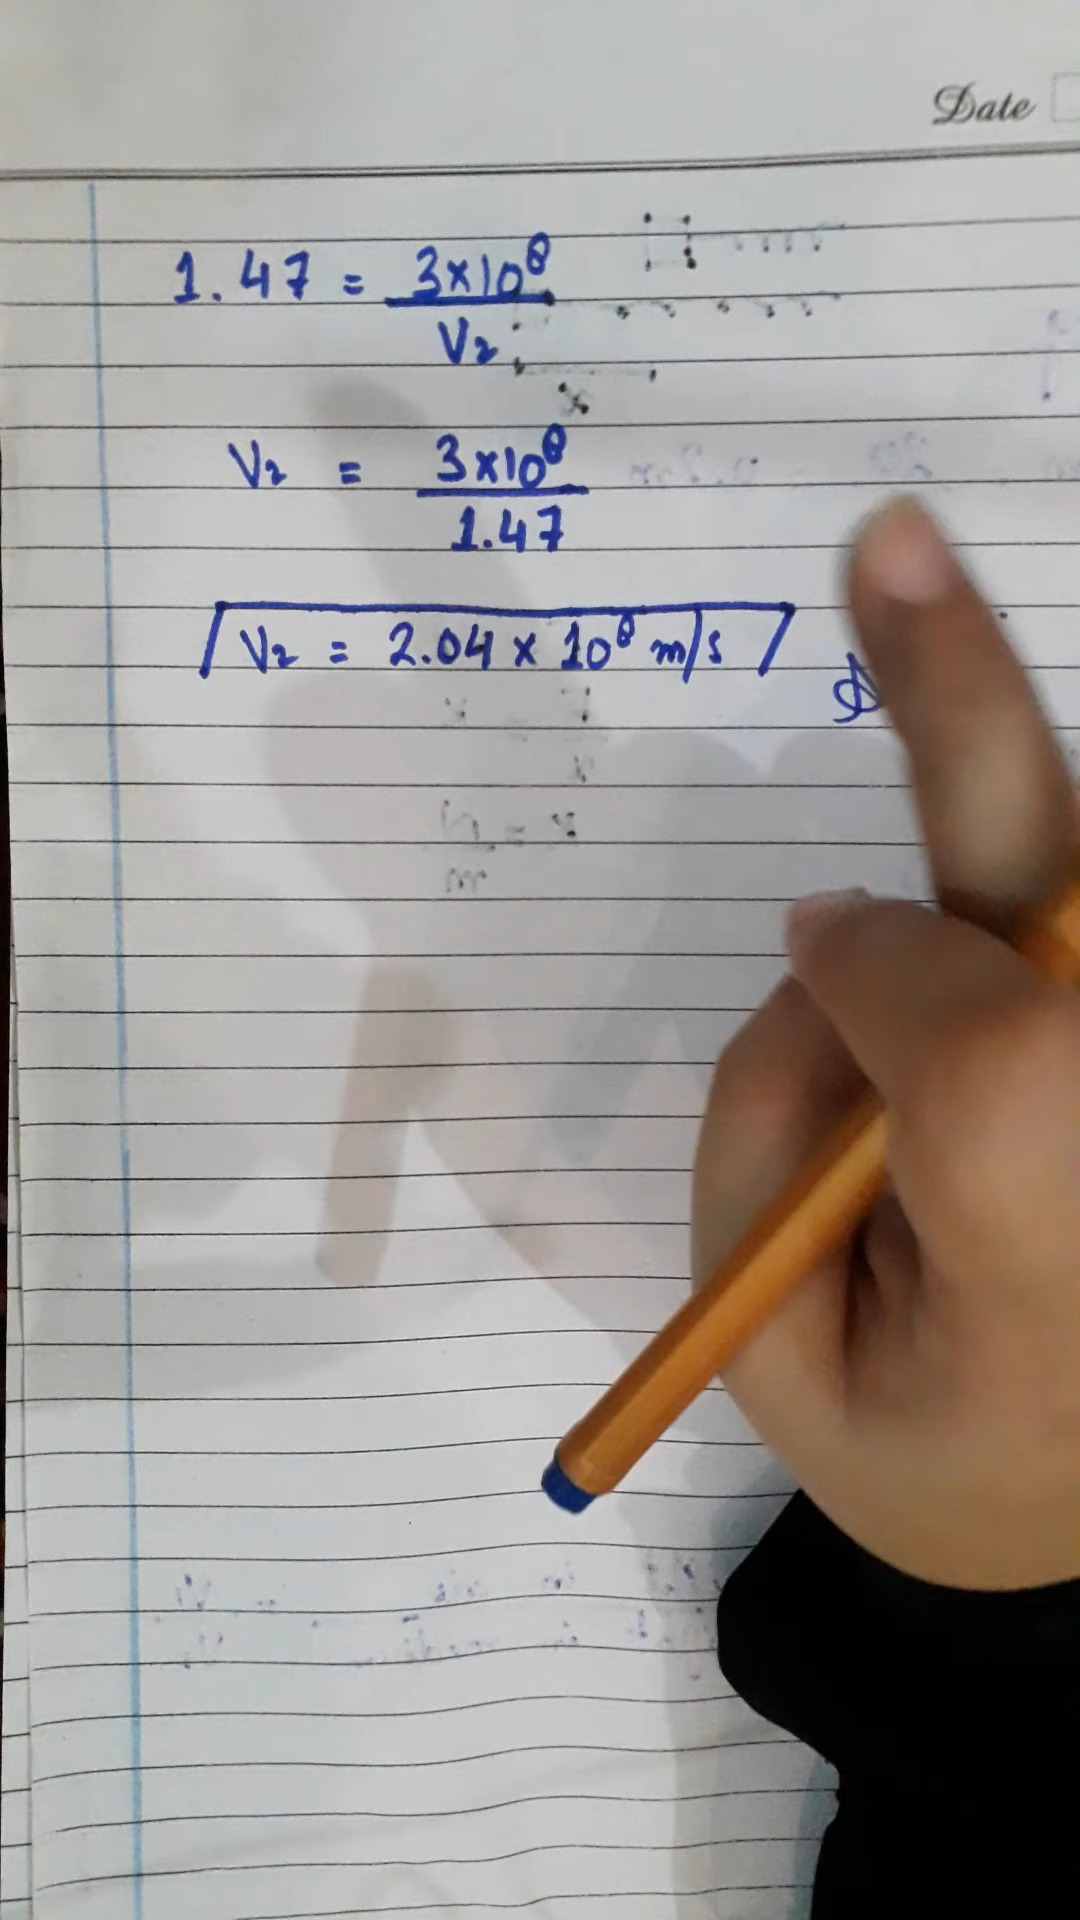 Date
1.47 = 3×10⁸
V₂
V₂ = 3×10⁸
1.47
V₂ = 2.04 × 10⁸ m/s